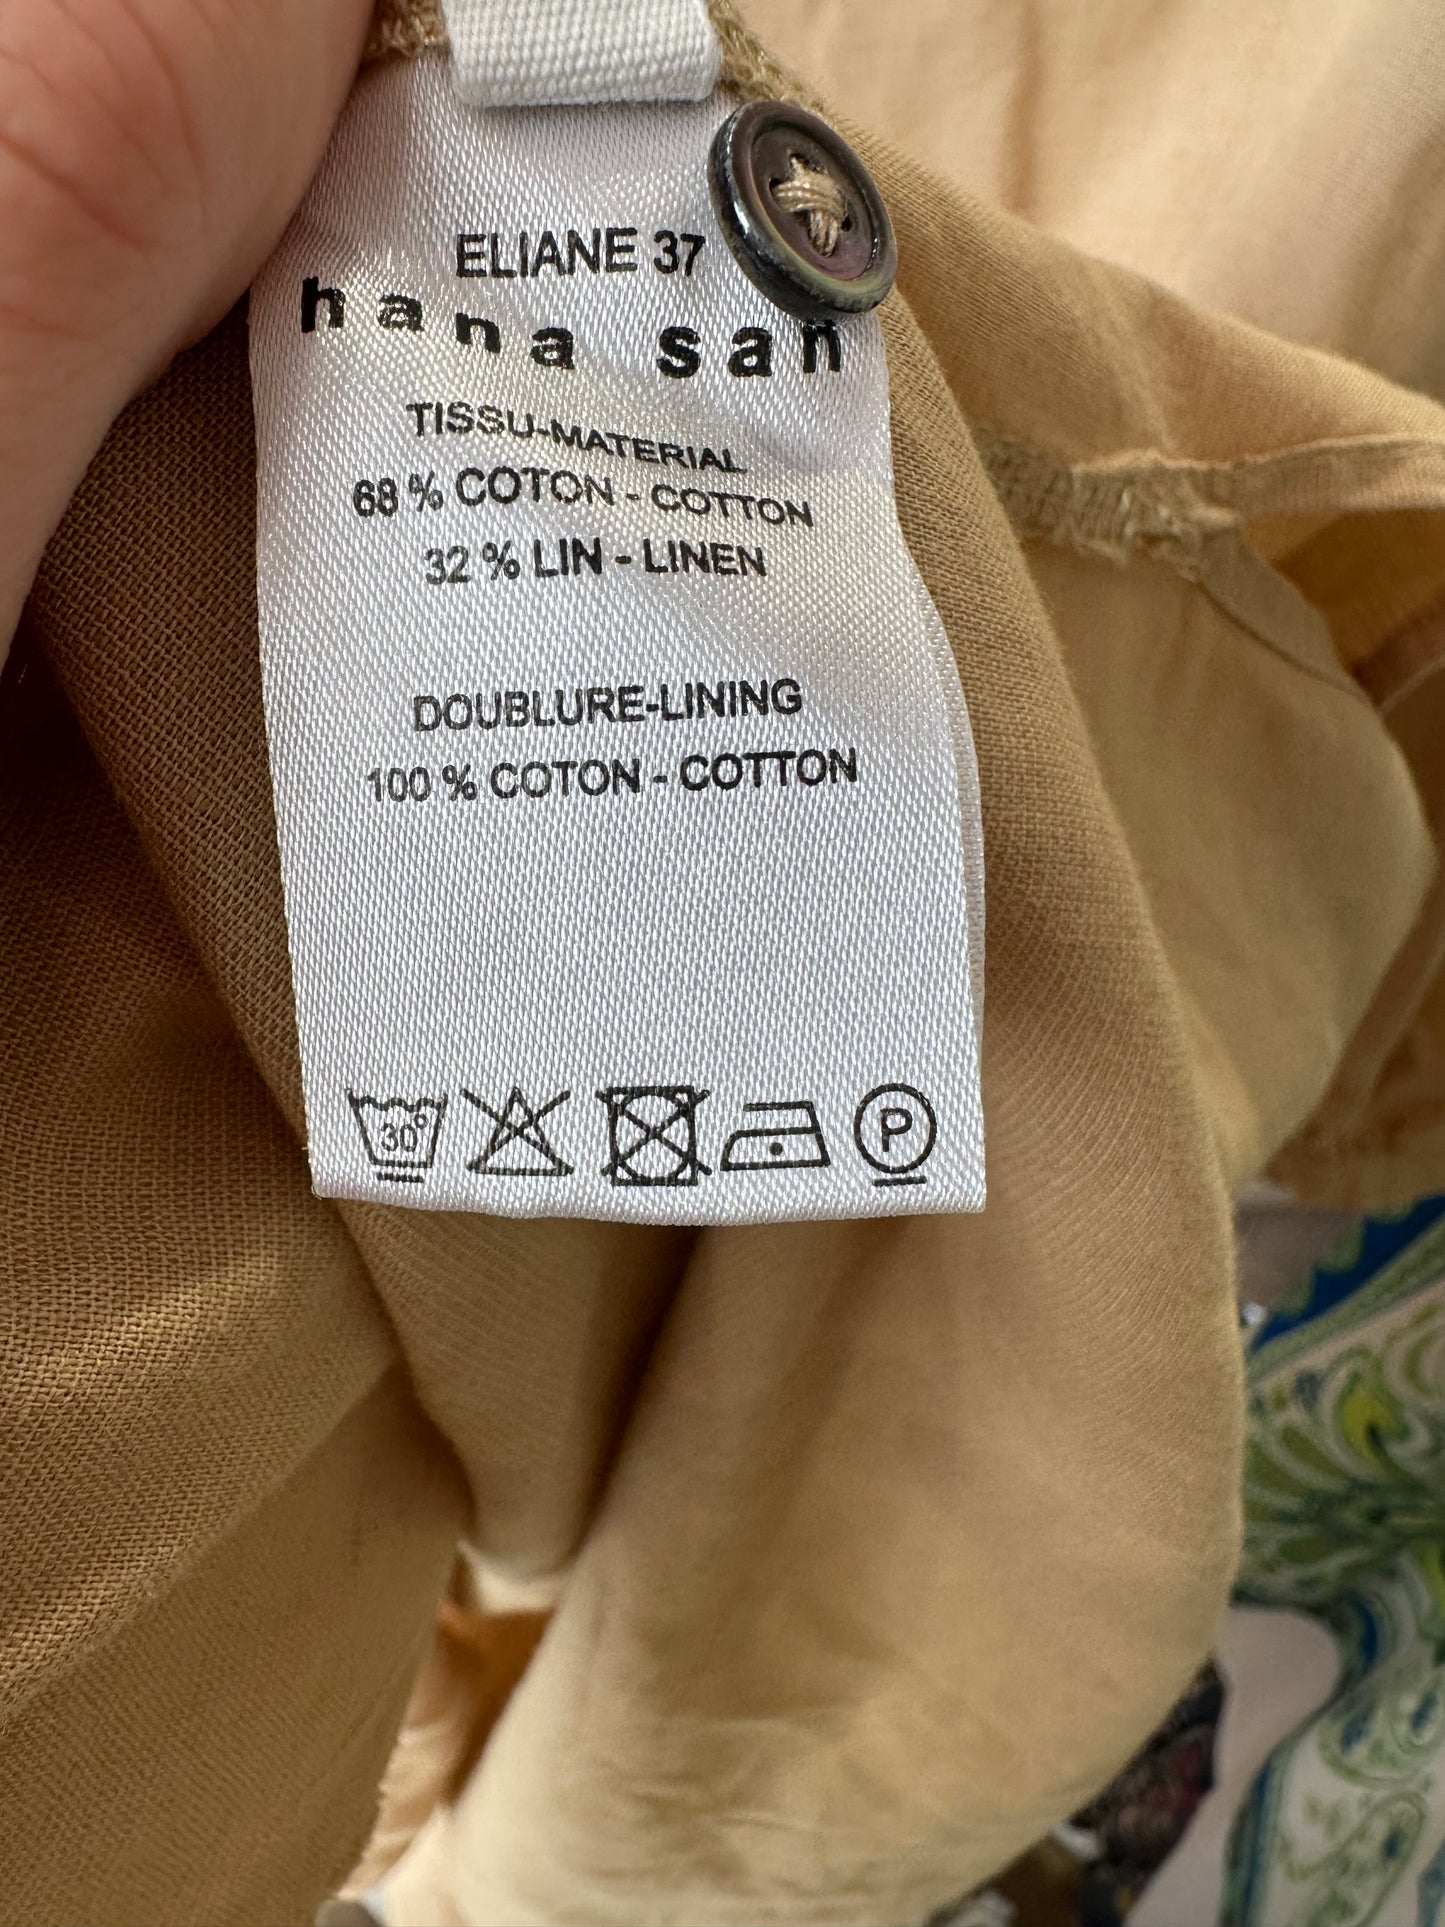 ELIANE 37
hana san
TISSU-MATERIAL
68 % COTON - COTTON
32 % LIN - LINEN
DOUBLURE-LINING
100 % COTON - COTTON
30° P